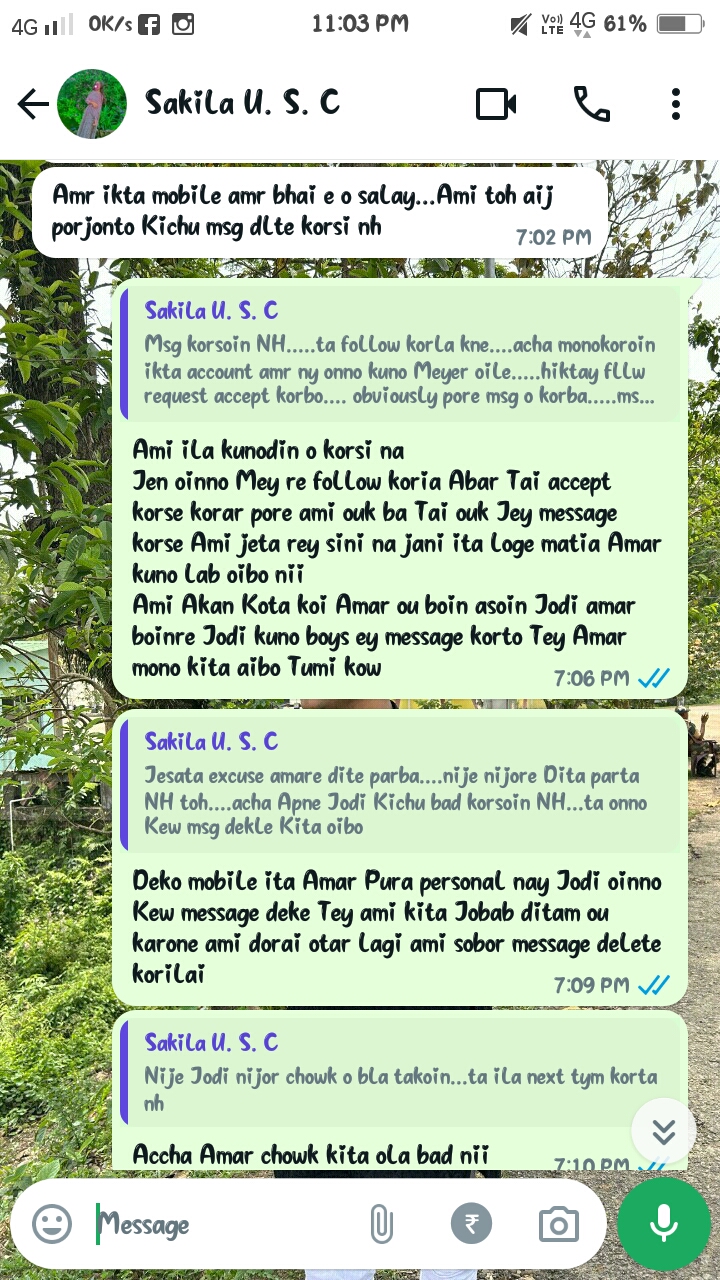 4G 0K/s 11:03 PM Vo)) LTE 4G 61%
Sakila U. S. C
Amr ikta mobile amr bhai e o salay...Ami toh aij
porjonto Kichu msg dlte korsi nh
7:02 PM
Sakila U. S. C
Msg korsoin NH.....ta follow korla kne....acha monokoroin
ikta account amr ny onno kuno Meyer oile.....hiktay fllw
request accept korbo.... obviously pore msg o korba.....ms...
Ami ila kunodin o korsi na
Jen oinno Mey re follow koria Abar Tai accept
korse korar pore ami ouk ba Tai ouk Jey message
korse Ami jeta rey sini na jani ita Loge matia Amar
kuno Lab oibo nii
Ami Akan Kota koi Amar ou boin asoin Jodi amar
boinre Jodi kuno boys ey message korto Tey Amar
mono kita aibo Tumi kow
7:06 PM
Sakila U. S. C
Jesata excuse amare dite parba....nije nijore Dita parta
NH toh....acha Apne Jodi Kichu bad korsoin NH...ta onno
Kew msg dekle Kita oibo
Deko mobile ita Amar Pura personal nay Jodi oinno
Kew message deke Tey ami kita Jobab ditam ou
karone ami dorai otar lagi ami sobor message delete
korilai
7:09 PM
Sakila U. S. C
Nije Jodi nijor chowk o bla takoin...ta ila next tym korta
nh
Accha Amar chowk kita ola bad nii
7:10 PM
Message
₹